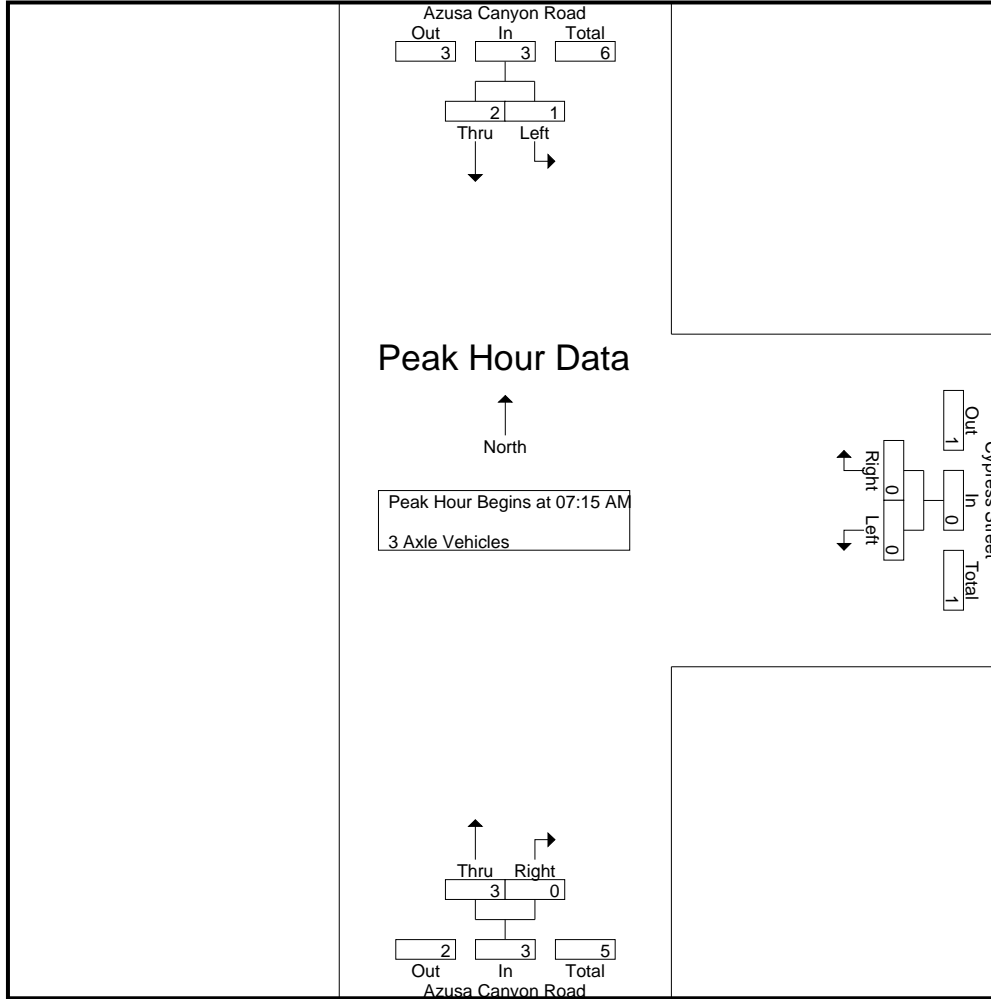 Azusa Canyon Road
Out In Total
3 3 6
2 1
Thru Left
Peak Hour Data
North
Peak Hour Begins at 07:15 AM
3 Axle Vehicles
Cypress Street
Out In Total
1 0 1
0 0
Right Left
Thru Right
3 0
2 3 5
Out In Total
Azusa Canyon Road